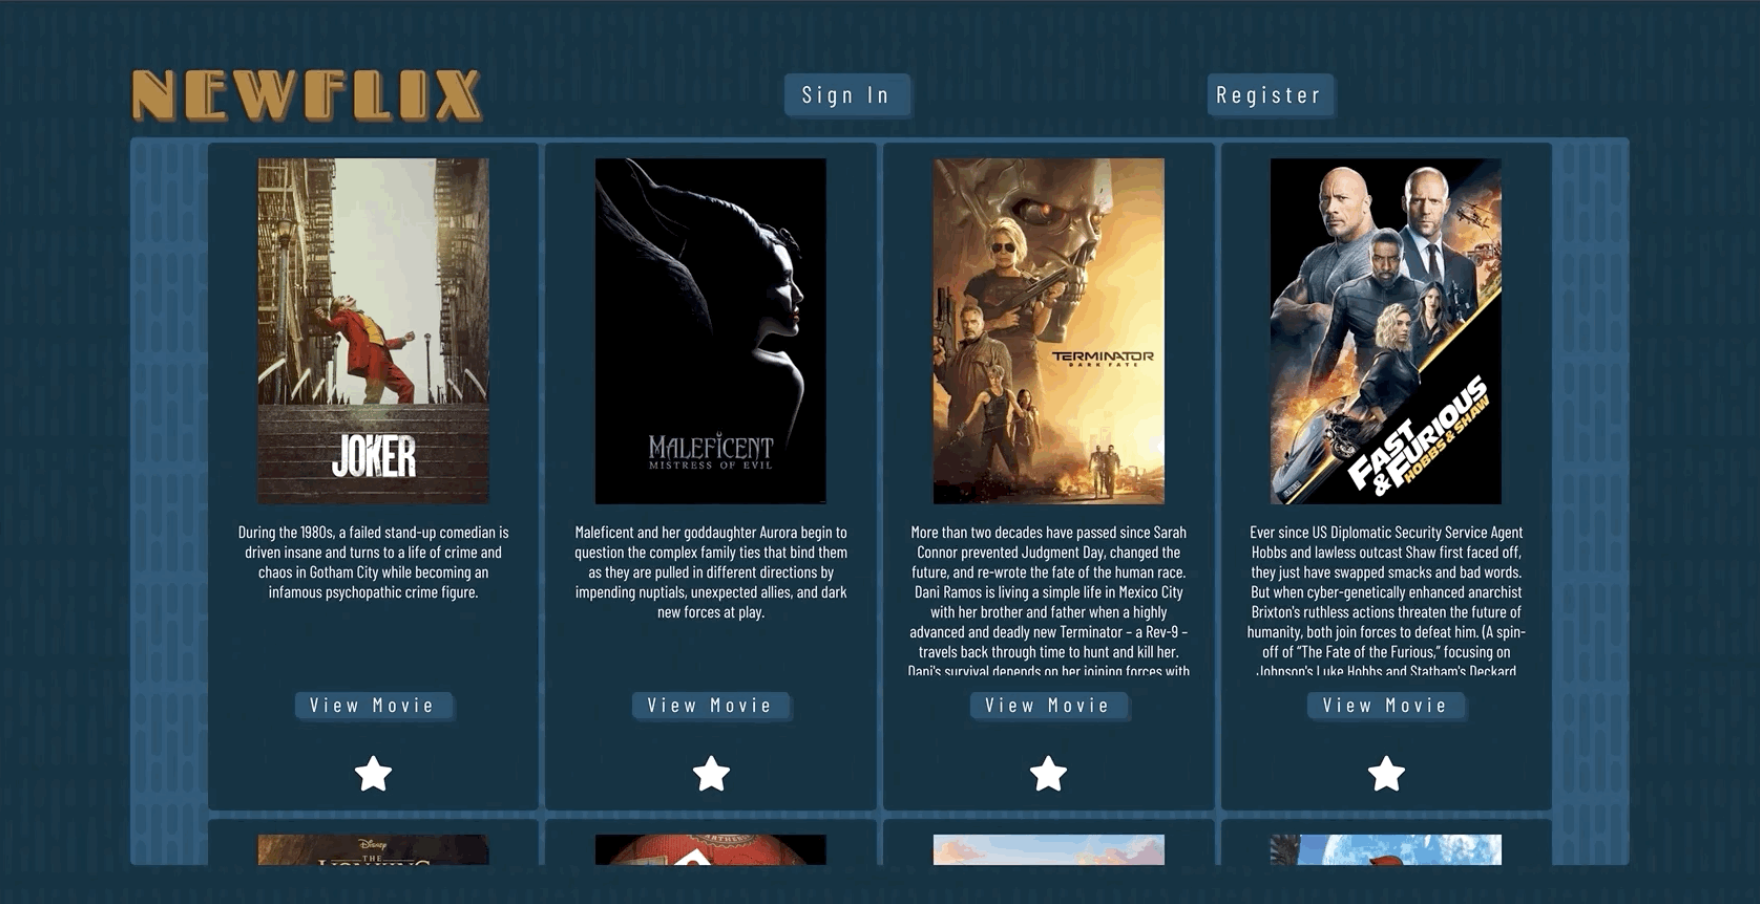 NEWFLIX
Sign In
Register
JOKER
During the 1980s, a failed stand-up comedian is
driven insane and turns to a life of crime and
chaos in Gotham City while becoming an
infamous psychopathic crime figure.
View Movie
MALEFICENT
MISTRESS OF EVIL
Maleficent and her goddaughter Aurora begin to
question the complex family ties that bind them
as they are pulled in different directions by
impending nuptials, unexpected allies, and dark
new forces at play.
View Movie
TERMINATOR
DARK FATE
More than two decades have passed since Sarah
Connor prevented Judgment Day, changed the
future, and re-wrote the fate of the human race.
Dani Ramos is living a simple life in Mexico City
with her brother and father when a highly
advanced and deadly new Terminator – a Rev-9 –
travels back through time to hunt and kill her.
Dani's survival depends on her joining forces with
View Movie
FAST
& FURIOUS
HOBBS & SHAW
Ever since US Diplomatic Security Service Agent
Hobbs and lawless outcast Shaw first faced off,
they just have swapped smacks and bad words.
But when cyber-genetically enhanced anarchist
Brixton's ruthless actions threaten the future of
humanity, both join forces to defeat him. (A spin-
off of “The Fate of the Furious,” focusing on
Johnson's Luke Hobbs and Statham's Deckard
View Movie
Disney
THE
LION KING